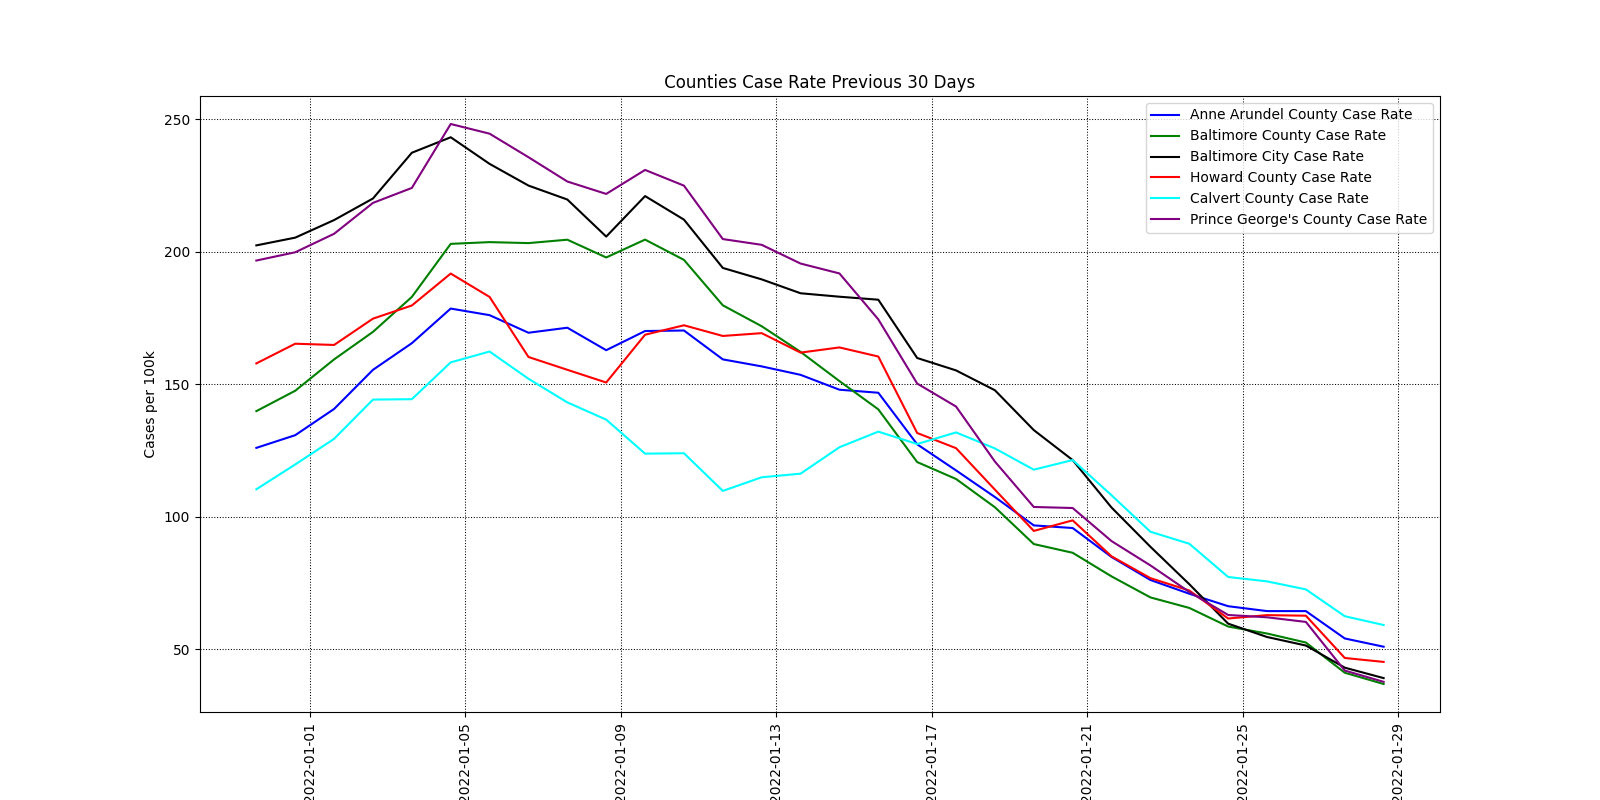 Counties Case Rate Previous 30 Days
Cases per 100k
250
200
150
100
50
Anne Arundel County Case Rate
Baltimore County Case Rate
Baltimore City Case Rate
Howard County Case Rate
Calvert County Case Rate
Prince George's County Case Rate
2022-01-01
2022-01-05
2022-01-09
2022-01-13
2022-01-17
2022-01-21
2022-01-25
2022-01-29